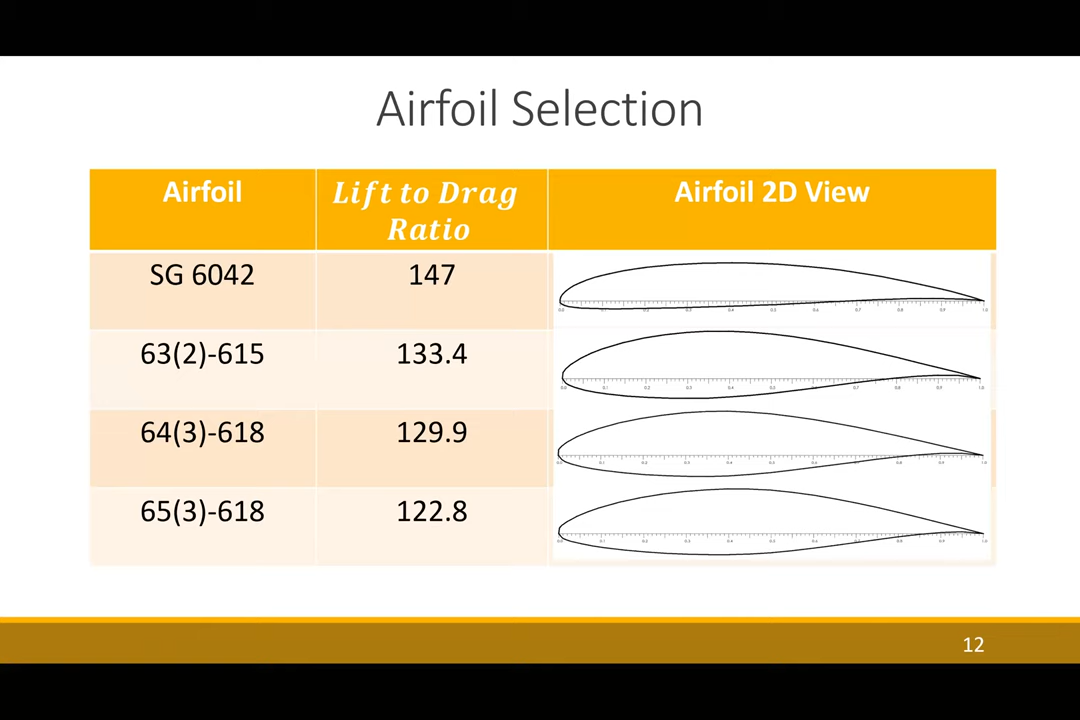 Airfoil Selection
Airfoil
Lift to Drag
Ratio
Airfoil 2D View
SG 6042
147
63(2)-615
133.4
64(3)-618
129.9
65(3)-618
122.8
12